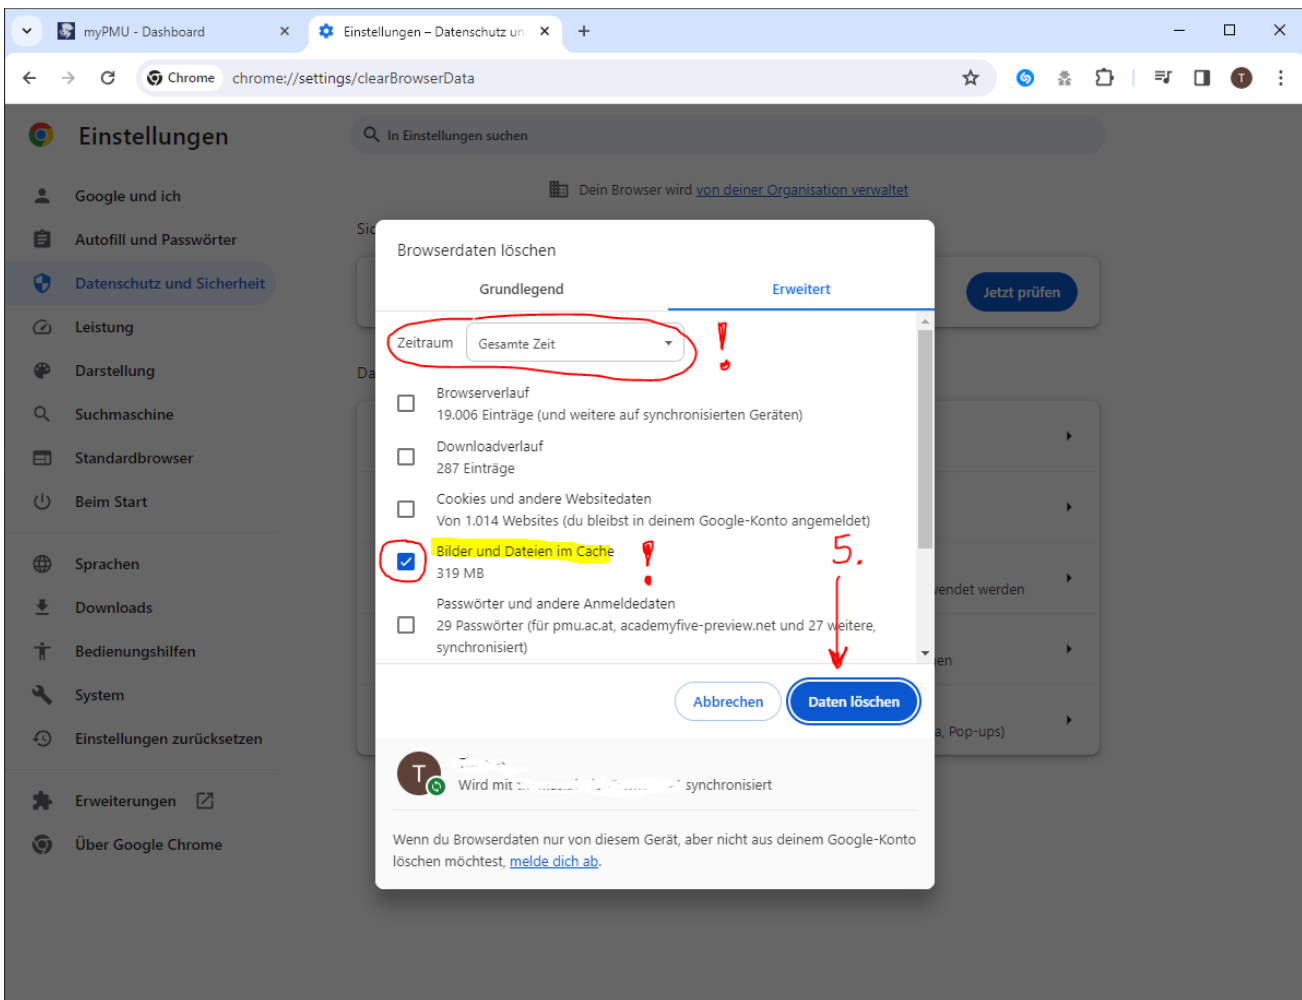 myPMU - Dashboard
Einstellungen – Datenschutz un
Chrome
chrome://settings/clearBrowserData
T
Einstellungen
In Einstellungen suchen
Google und ich
Autofill und Passwörter
Datenschutz und Sicherheit
Leistung
Darstellung
Suchmaschine
Standardbrowser
Beim Start
Sprachen
Downloads
Bedienungshilfen
System
Einstellungen zurücksetzen
Erweiterungen
Über Google Chrome
Dein Browser wird von deiner Organisation verwaltet
Jetzt prüfen
Browserdaten löschen
Grundlegend
Erweitert
Zeitraum
Gesamte Zeit
!
Browserverlauf
19.006 Einträge (und weitere auf synchronisierten Geräten)
Downloadverlauf
287 Einträge
Cookies und andere Websitedaten
Von 1.014 Websites (du bleibst in deinem Google-Konto angemeldet)
Bilder und Dateien im Cache
!
319 MB
5.
Passwörter und andere Anmeldedaten
29 Passwörter (für pmu.ac.at, academyfive-preview.net und 27 weitere,
synchronisiert)
Abbrechen
Daten löschen
T
Wird mit
synchronisiert
Wenn du Browserdaten nur von diesem Gerät, aber nicht aus deinem Google-Konto
löschen möchtest, melde dich ab.
werden
Pop-ups)